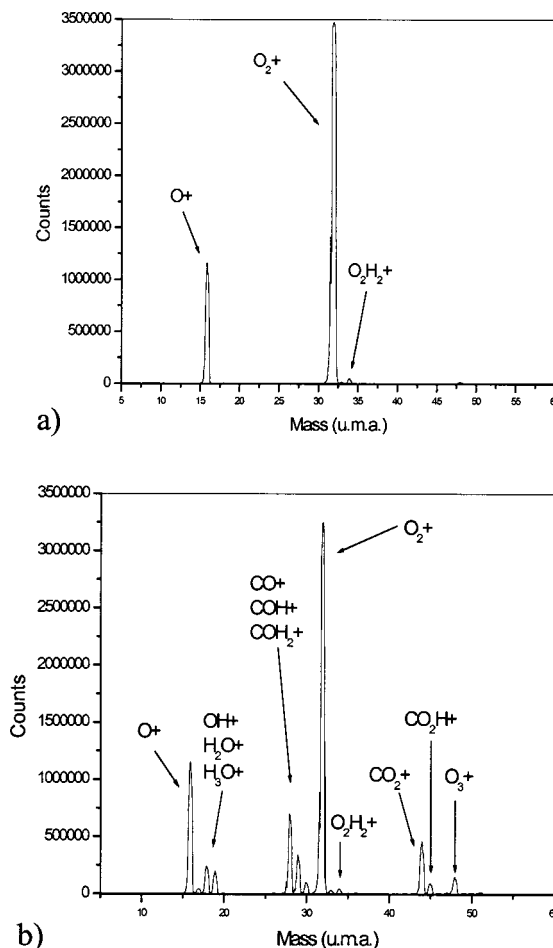 3500000
3000000
2500000
2000000
1500000
1000000
500000
0
Counts
O₂+
O+
O₂H₂+
5 10 15 20 25 30 35 40 45 50 55 60
Mass (u.m.a.)
a)
3500000
3000000
2500000
2000000
1500000
1000000
500000
0
Counts
O₂+
CO+
COH+
COH₂+
O+
OH+
H₂O+
H₃O+
CO₂H+
CO₂+
O₃+
O₂H₂+
10 20 30 40 50
Mass (u.m.a.)
b)